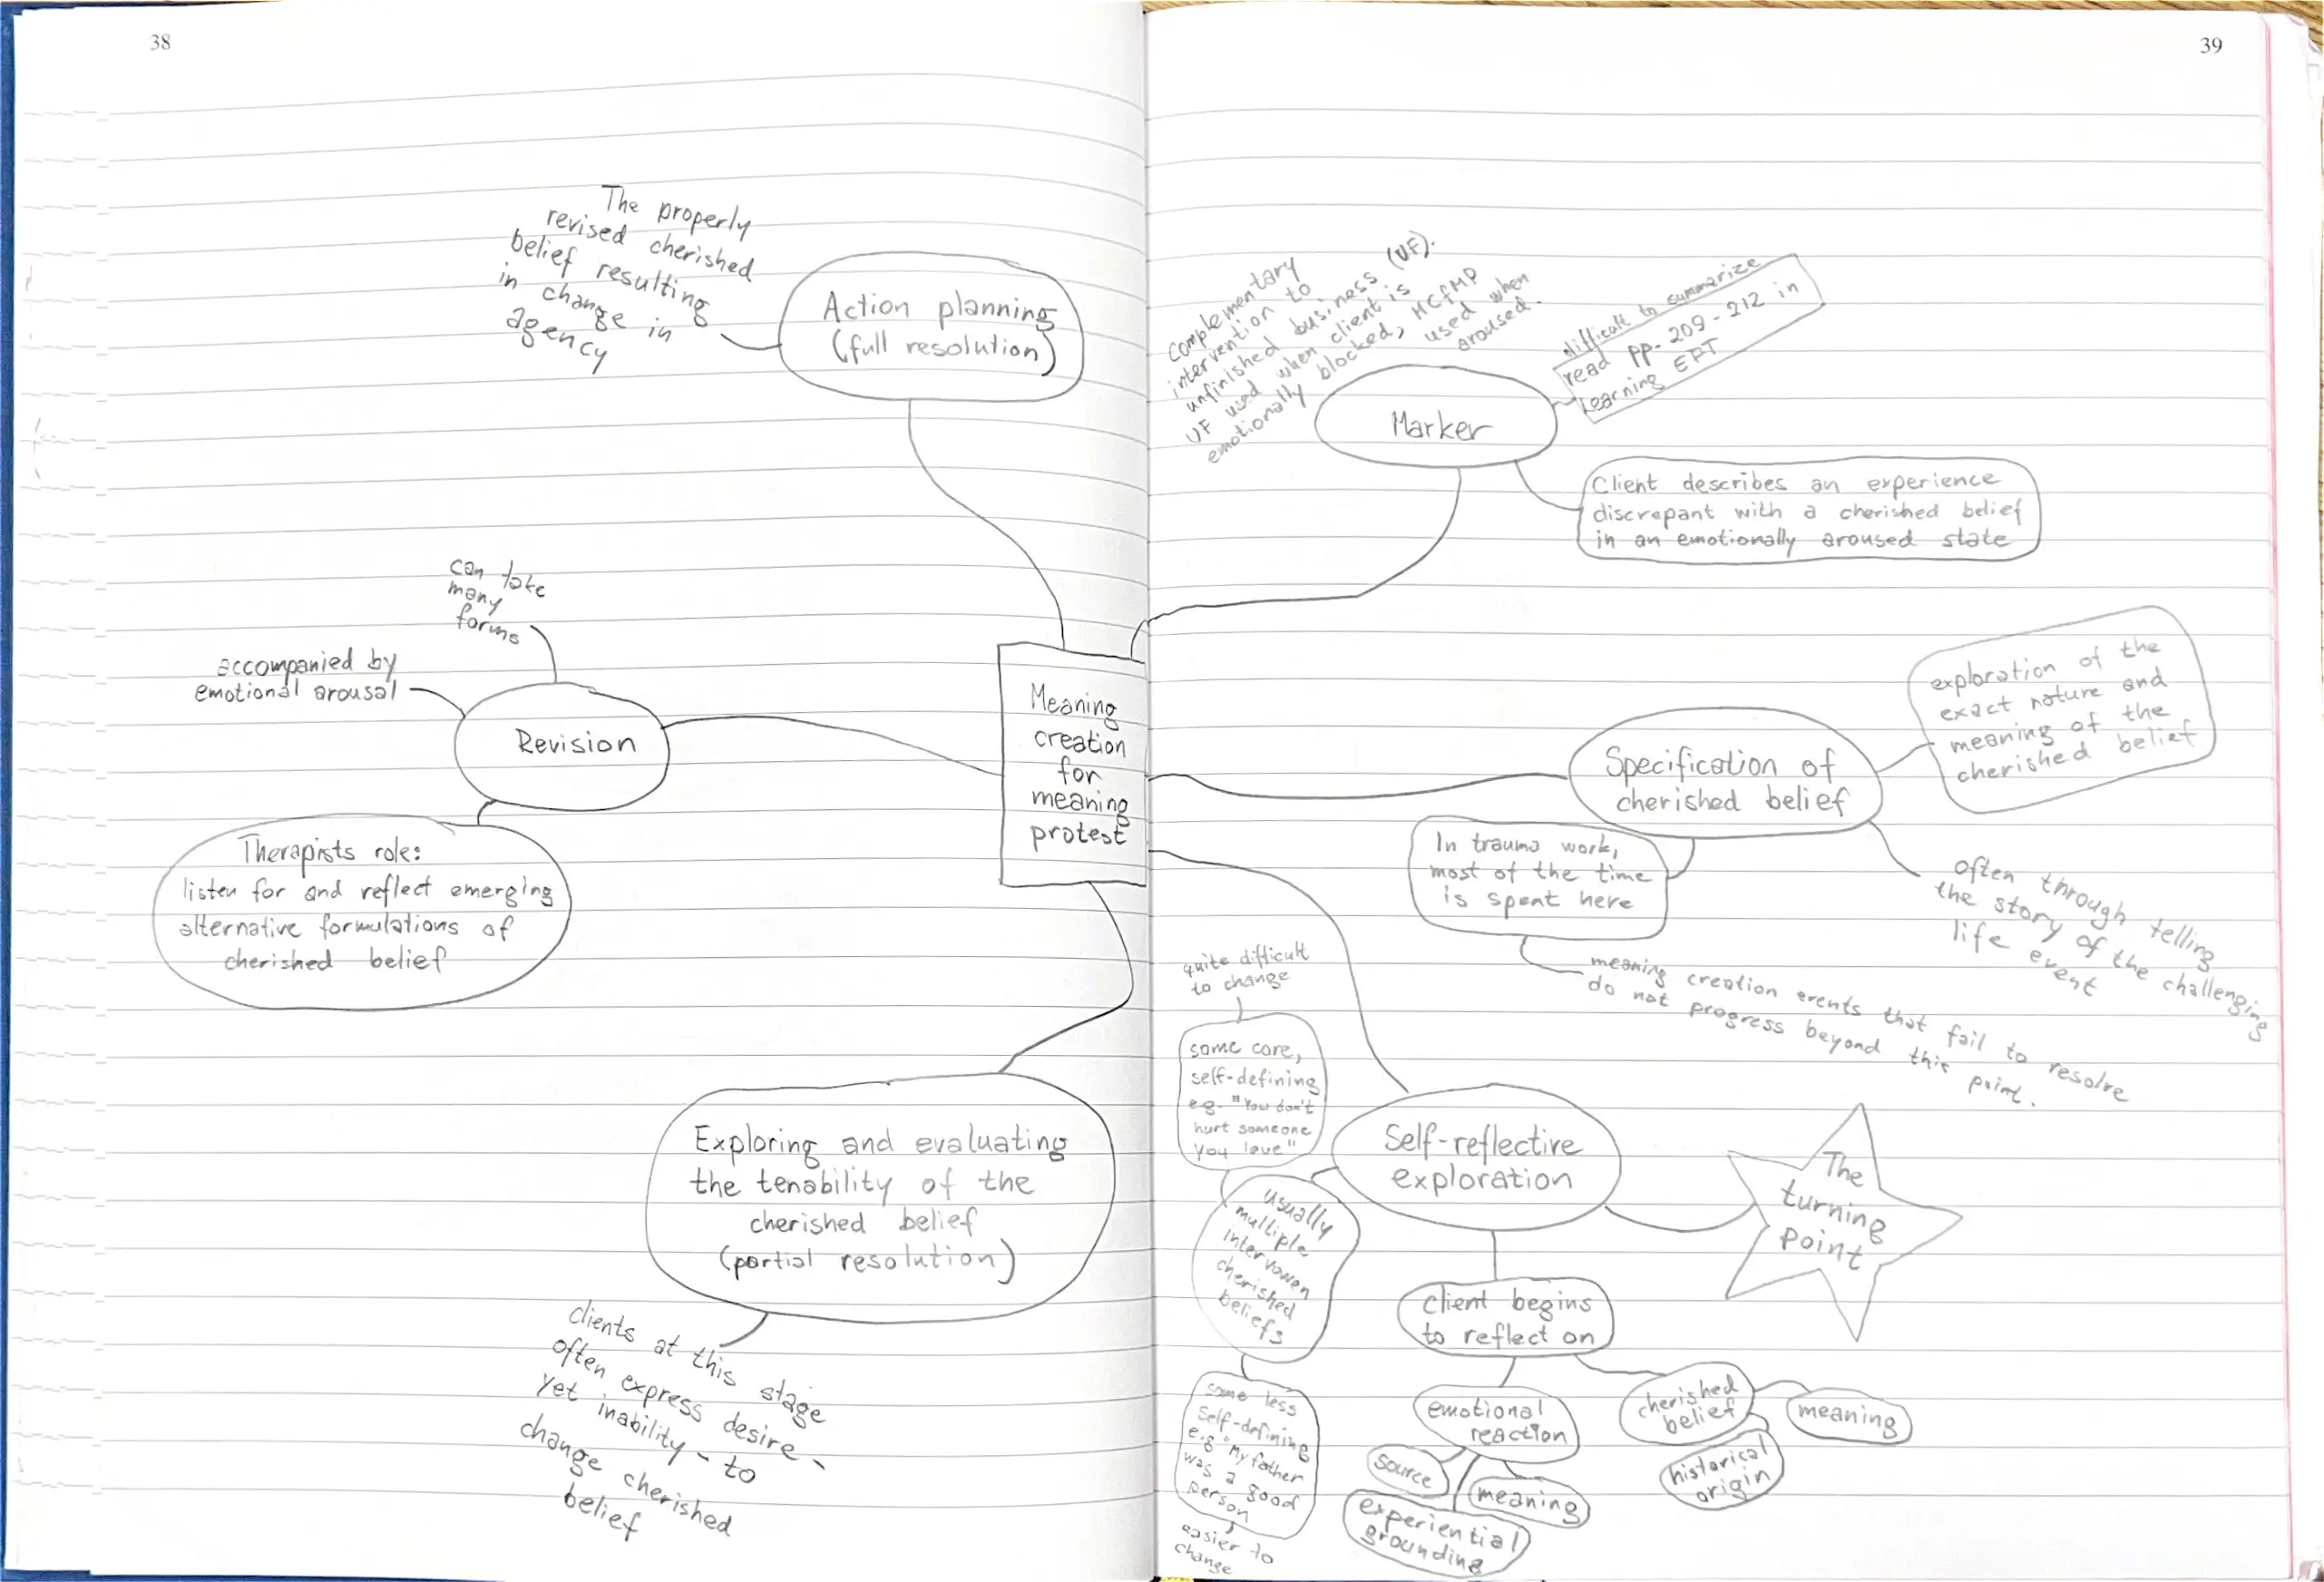 38
The properly
revised cherished
belief resulting
in change in
agency
Action planning
(full resolution)
can take
many
forms
accompanied by
emotional arousal
Revision
Therapists role:
listen for and reflect emerging
alternative formulations of
cherished belief
Meaning
creation
for
meaning
protest
Exploring and evaluating
the tenability of the
cherished belief
(partial resolution)
clients at this stage
often express desire -
yet inability - to
change cherished
belief
39
complementary
intervention to
unfinished business (UF).
UF used when client is
emotionally blocked, MCfMP
used when
aroused.
difficult to summarize
read pp. 209 - 212 in
Learning EFT
Marker
Client describes an experience
discrepant with a cherished belief
in an emotionally aroused state
Specification of
cherished belief
exploration of the
exact nature and
meaning of the
cherished belief
In trauma work,
most of the time
is spent here
often through telling
the story of the challenging
life event
meaning creation events that fail to resolve
do not progress beyond this point.
quite difficult
to change
some core,
self-defining
e.g. "You don't
hurt someone
you love"
Self-reflective
exploration
The
turning
point
usually
multiple
intervowen
cherished
beliefs
client begins
to reflect on
some less
self-defining
e.g "My father
was a good
person
easier to
change
emotional
reaction
source
meaning
experiential
grounding
cherished
belief
meaning
historical
origin